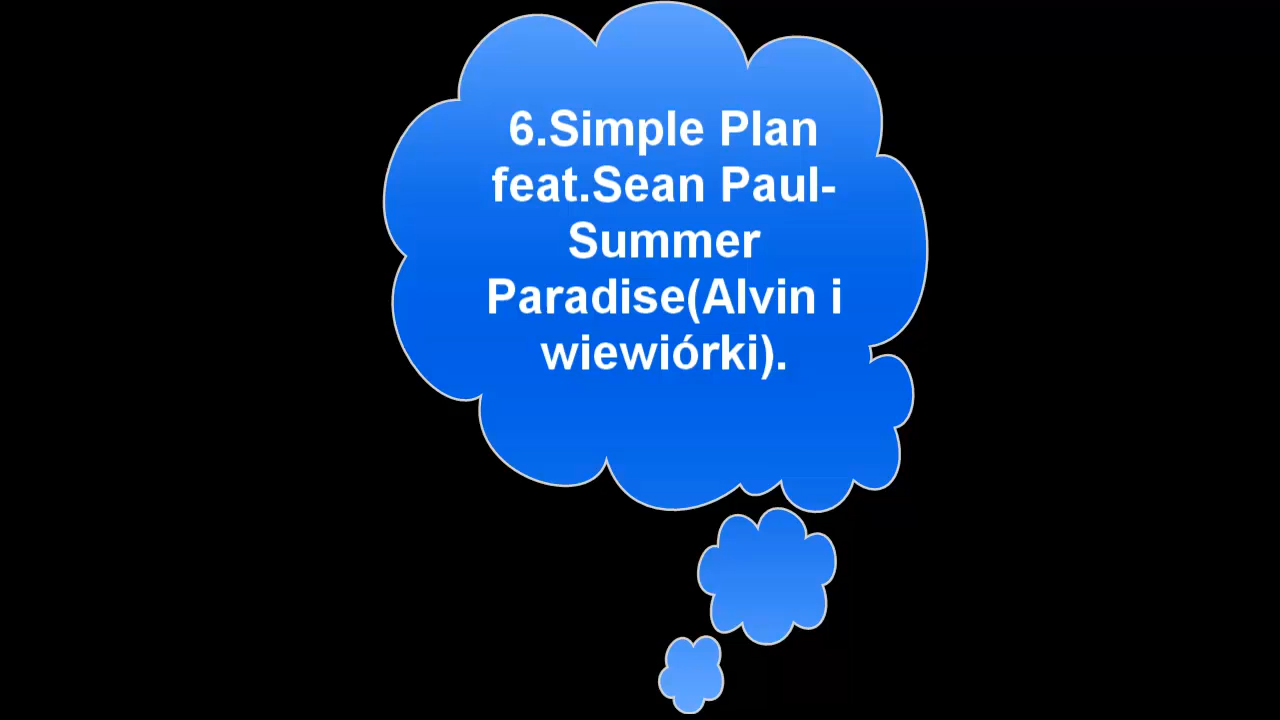 6.Simple Plan
feat.Sean Paul-
Summer
Paradise(Alvin i
wiewiórki).